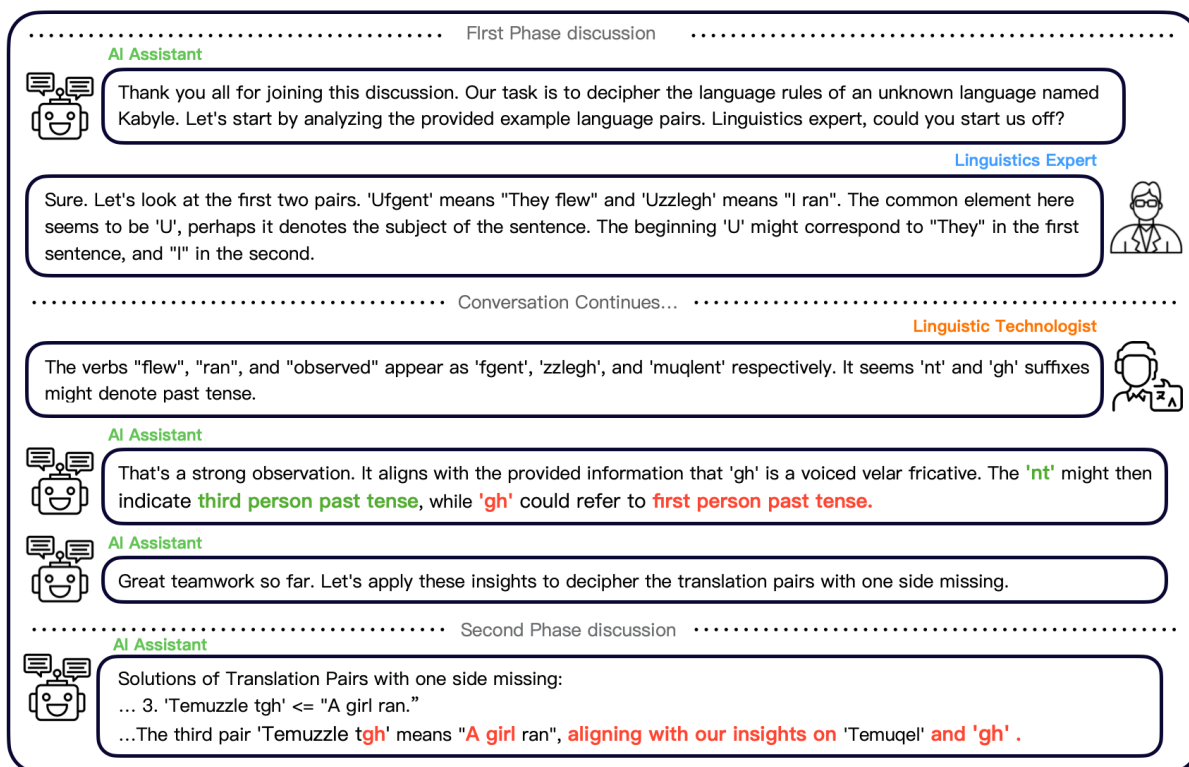 FIrst Phase discussion
AI Assistant
Thank you all for joining this discussion. Our task is to decipher the language rules of an unknown language named
Kabyle. Let's start by analyzing the provided example language pairs. Linguistics expert, could you start us off?
Linguistics Expert
Sure. Let's look at the first two pairs. 'Ufgent' means "They flew" and 'Uzzlegh' means "I ran". The common element here
seems to be 'U', perhaps it denotes the subject of the sentence. The beginning 'U' might correspond to "They" in the first
sentence, and "I" in the second.
Conversation Continues...
Linguistic Technologist
The verbs "flew", "ran", and "observed" appear as 'fgent', 'zzlegh', and 'muqlent' respectively. It seems 'nt' and 'gh' suffixes
might denote past tense.
AI Assistant
That's a strong observation. It aligns with the provided information that 'gh' is a voiced velar fricative. The 'nt' might then
indicate third person past tense, while 'gh' could refer to first person past tense.
AI Assistant
Great teamwork so far. Let's apply these insights to decipher the translation pairs with one side missing.
Second Phase discussion
AI Assistant
Solutions of Translation Pairs with one side missing:
... 3. 'Temuzzle tgh' <= "A girl ran.”
...The third pair 'Temuzzle tgh' means "A girl ran", aligning with our insights on 'Temuqel' and 'gh' .